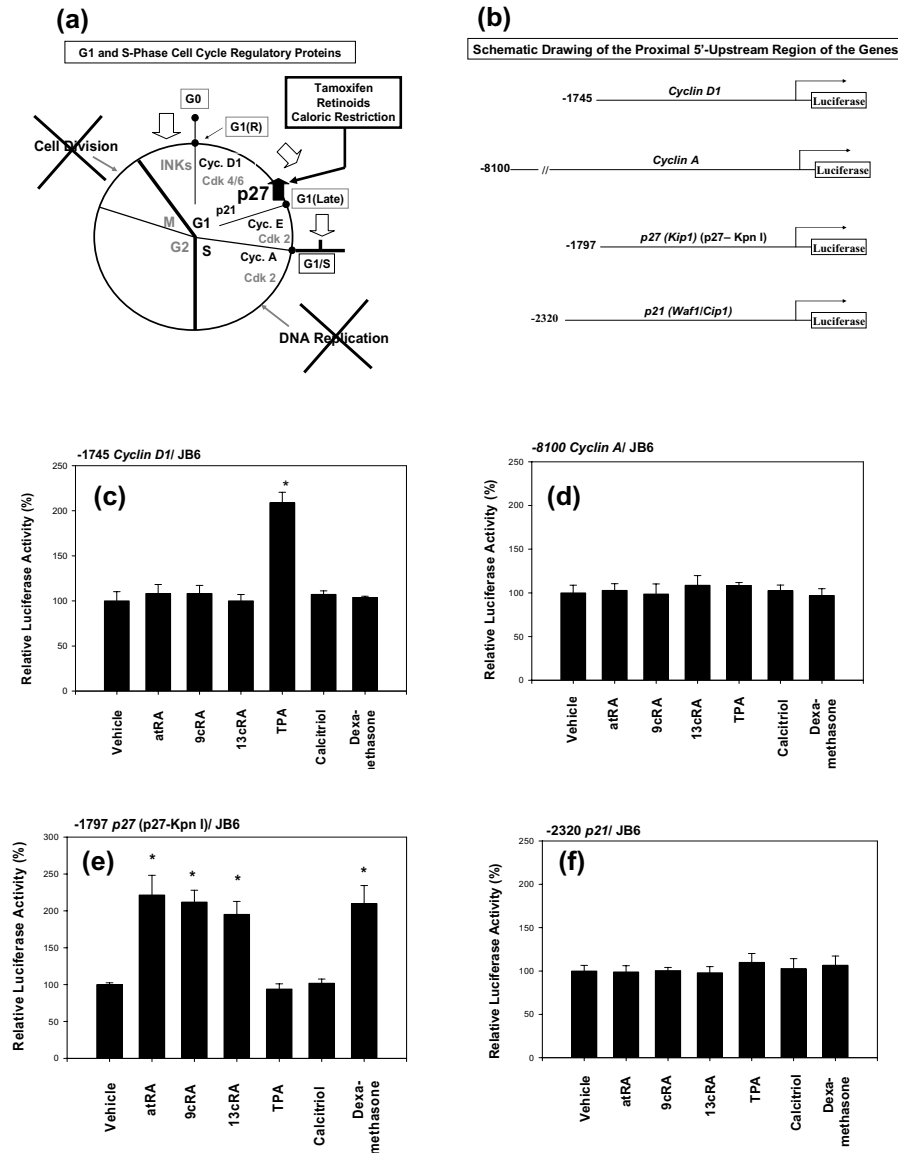 (a)
G1 and S-Phase Cell Cycle Regulatory Proteins
G0
Tamoxifen
Retinoids
Caloric Restriction
G1(R)
Cell Division
INKs
Cyc. D1
Cdk 4/6
p27
p21
G1(Late)
M
G1
Cyc. E
G2
S
Cdk 2
Cyc. A
G1/S
Cdk 2
DNA Replication
(b)
Schematic Drawing of the Proximal 5'-Upstream Region of the Genes
-1745
Cyclin D1
Luciferase
-8100
//
Cyclin A
Luciferase
-1797
p27 (Kip1) (p27– Kpn I)
Luciferase
-2320
p21 (Waf1/Cip1)
Luciferase
-1745 Cyclin D1/ JB6
(c)
Relative Luciferase Activity (%)
250
200
150
100
50
0
*
Vehicle
atRA
9cRA
13cRA
TPA
Calcitriol
Dexa-
methasone
-8100 Cyclin A/ JB6
(d)
Relative Luciferase Activity (%)
250
200
150
100
50
0
Vehicle
atRA
9cRA
13cRA
TPA
Calcitriol
Dexa-
methasone
-1797 p27 (p27-Kpn I)/ JB6
(e)
Relative Luciferase Activity (%)
300
250
200
150
100
50
0
* * * *
Vehicle
atRA
9cRA
13cRA
TPA
Calcitriol
Dexa-
methasone
-2320 p21/ JB6
(f)
Relative Luciferase Activity (%)
250
200
150
100
50
0
Vehicle
atRA
9cRA
13cRA
TPA
Calcitriol
Dexa-
methasone